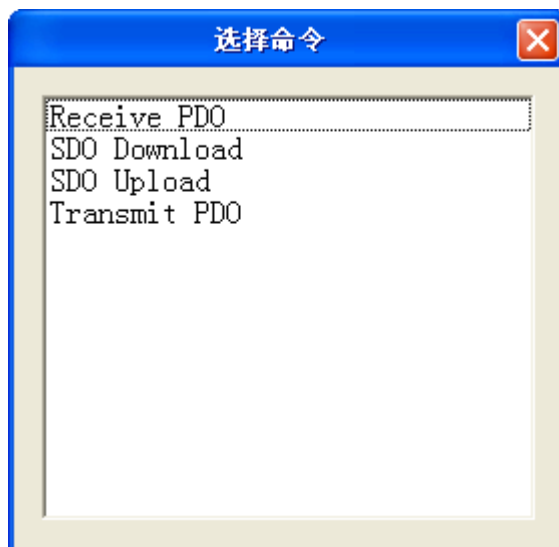 选择命令
Receive PDO
SDO Download
SDO Upload
Transmit PDO